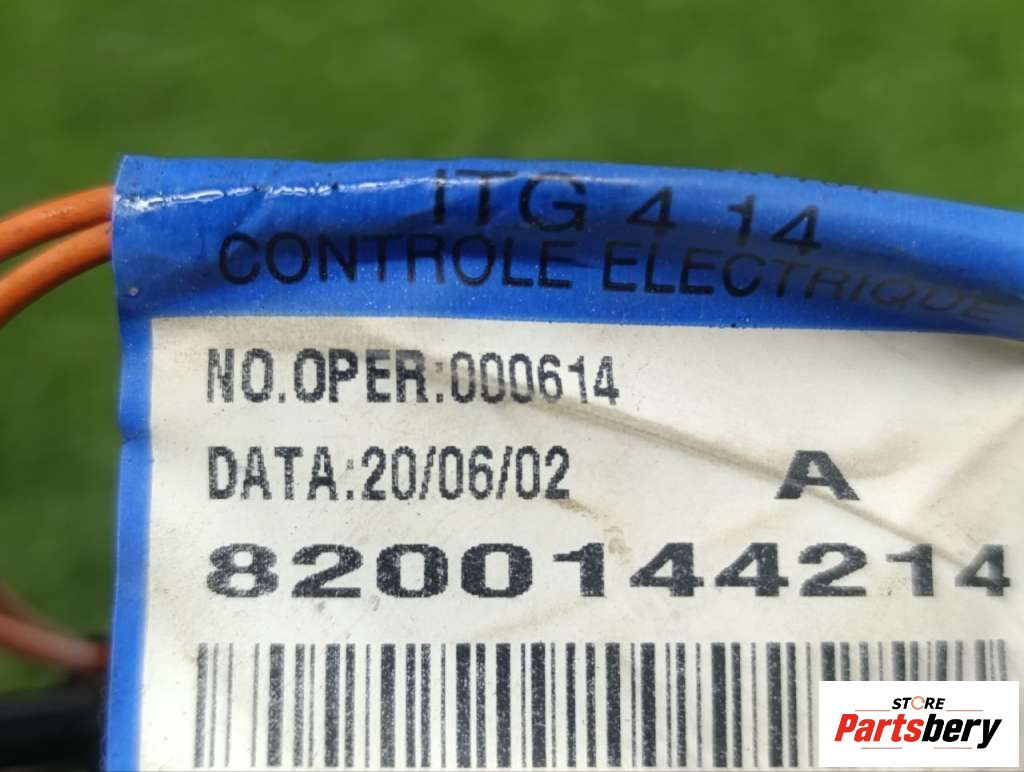 ITG 4 14
CONTROLE ELECTRIQUE
NO.OPER:000614
DATA:20/06/02 A
8200144214
STORE
Partsbery